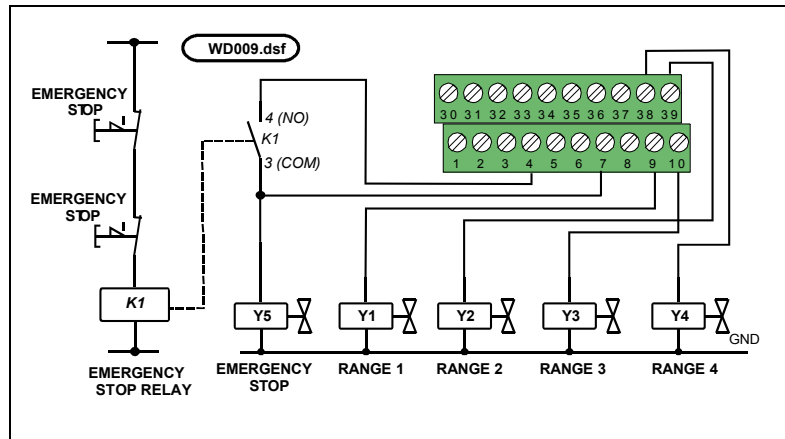 WD009.dsf
EMERGENCY
STOP
4 (NO)
K1
3 (COM)
30 31 32 33 34 35 36 37 38 39
1 2 3 4 5 6 7 8 9 10
EMERGENCY
STOP
K1
Y5 Y1 Y2 Y3 Y4
GND
EMERGENCY
STOP RELAY
EMERGENCY
STOP
RANGE 1 RANGE 2 RANGE 3 RANGE 4